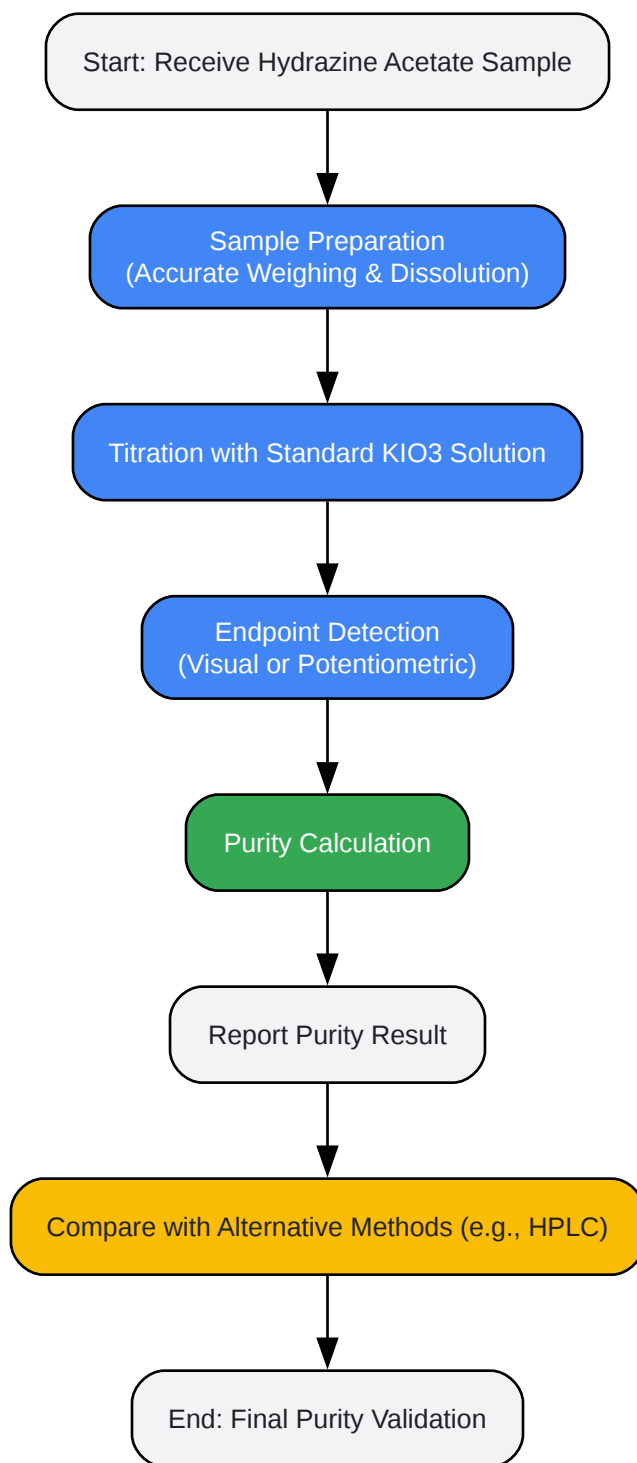 Start: Receive Hydrazine Acetate Sample
Sample Preparation
(Accurate Weighing & Dissolution)
Titration with Standard KIO3 Solution
Endpoint Detection
(Visual or Potentiometric)
Purity Calculation
Report Purity Result
Compare with Alternative Methods (e.g., HPLC)
End: Final Purity Validation